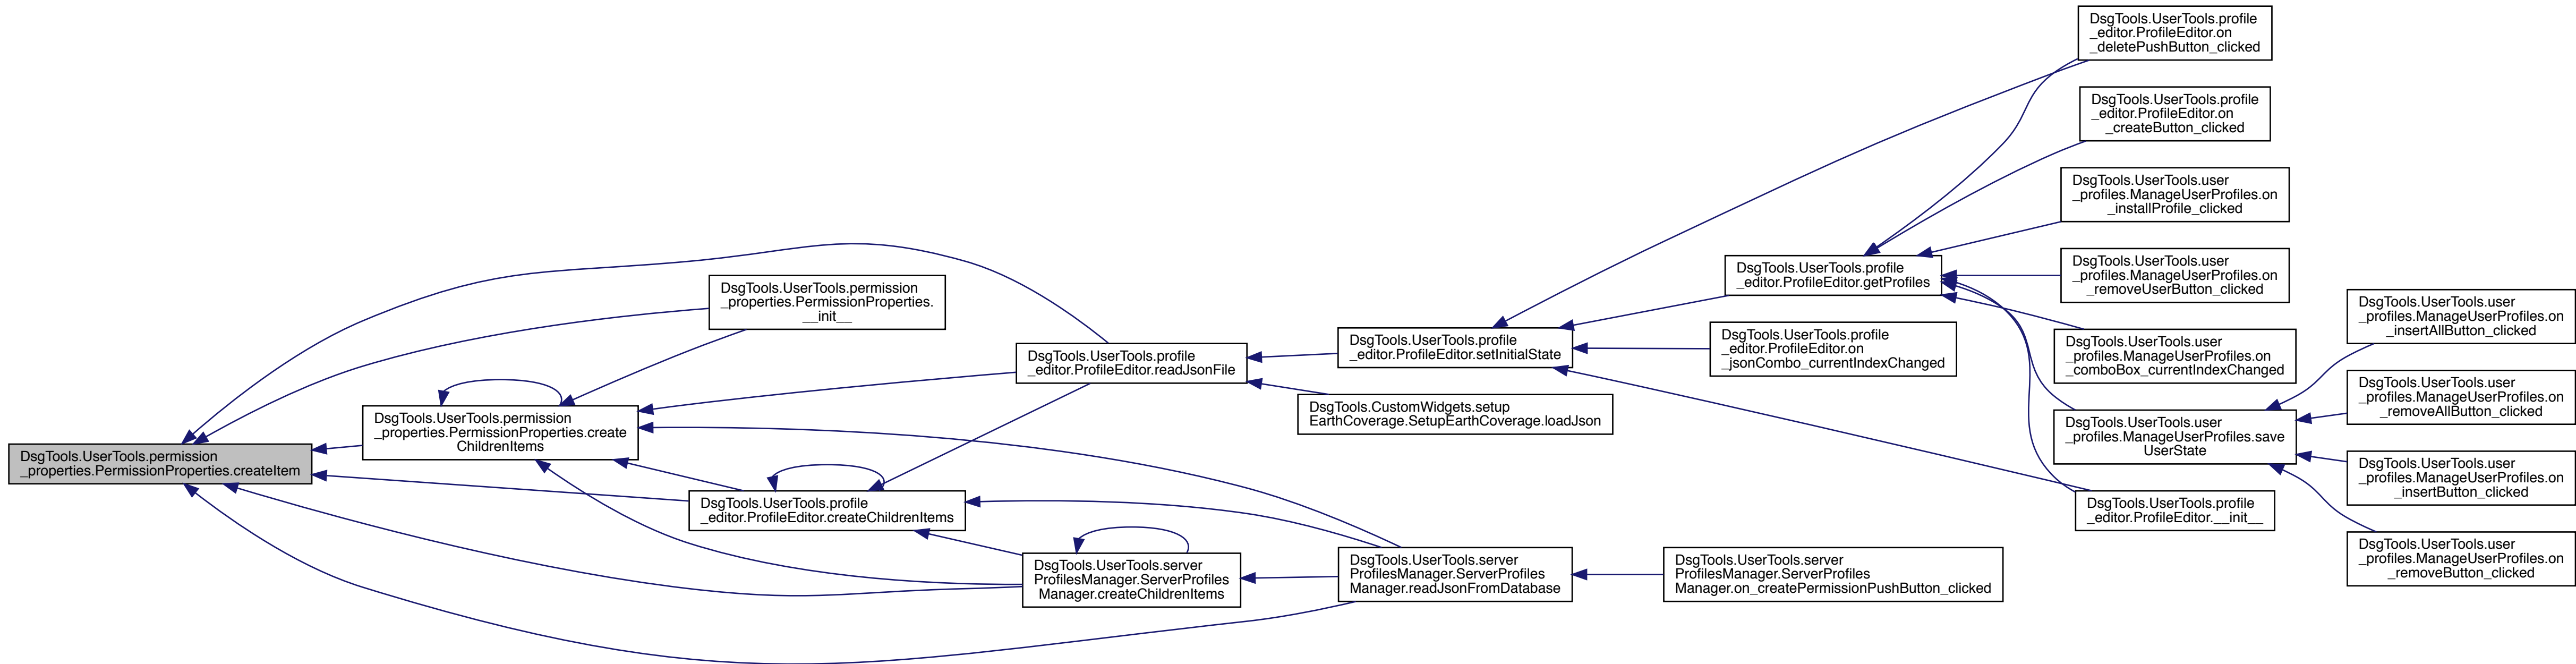 DsgTools.UserTools.permission
_properties.PermissionProperties.createItem
DsgTools.UserTools.permission
_properties.PermissionProperties.create
ChildrenItems
DsgTools.UserTools.permission
_properties.PermissionProperties.
__init__
DsgTools.UserTools.profile
_editor.ProfileEditor.createChildrenItems
DsgTools.UserTools.profile
_editor.ProfileEditor.readJsonFile
DsgTools.UserTools.server
ProfilesManager.ServerProfiles
Manager.createChildrenItems
DsgTools.UserTools.profile
_editor.ProfileEditor.setInitialState
DsgTools.CustomWidgets.setup
EarthCoverage.SetupEarthCoverage.loadJson
DsgTools.UserTools.server
ProfilesManager.ServerProfiles
Manager.readJsonFromDatabase
DsgTools.UserTools.profile
_editor.ProfileEditor.getProfiles
DsgTools.UserTools.profile
_editor.ProfileEditor.on
_jsonCombo_currentIndexChanged
DsgTools.UserTools.server
ProfilesManager.ServerProfiles
Manager.on_createPermissionPushButton_clicked
DsgTools.UserTools.profile
_editor.ProfileEditor.on
_deletePushButton_clicked
DsgTools.UserTools.profile
_editor.ProfileEditor.on
_createButton_clicked
DsgTools.UserTools.user
_profiles.ManageUserProfiles.on
_installProfile_clicked
DsgTools.UserTools.user
_profiles.ManageUserProfiles.on
_removeUserButton_clicked
DsgTools.UserTools.user
_profiles.ManageUserProfiles.on
_comboBox_currentIndexChanged
DsgTools.UserTools.user
_profiles.ManageUserProfiles.save
UserState
DsgTools.UserTools.profile
_editor.ProfileEditor.__init__
DsgTools.UserTools.user
_profiles.ManageUserProfiles.on
_insertAllButton_clicked
DsgTools.UserTools.user
_profiles.ManageUserProfiles.on
_removeAllButton_clicked
DsgTools.UserTools.user
_profiles.ManageUserProfiles.on
_insertButton_clicked
DsgTools.UserTools.user
_profiles.ManageUserProfiles.on
_removeButton_clicked